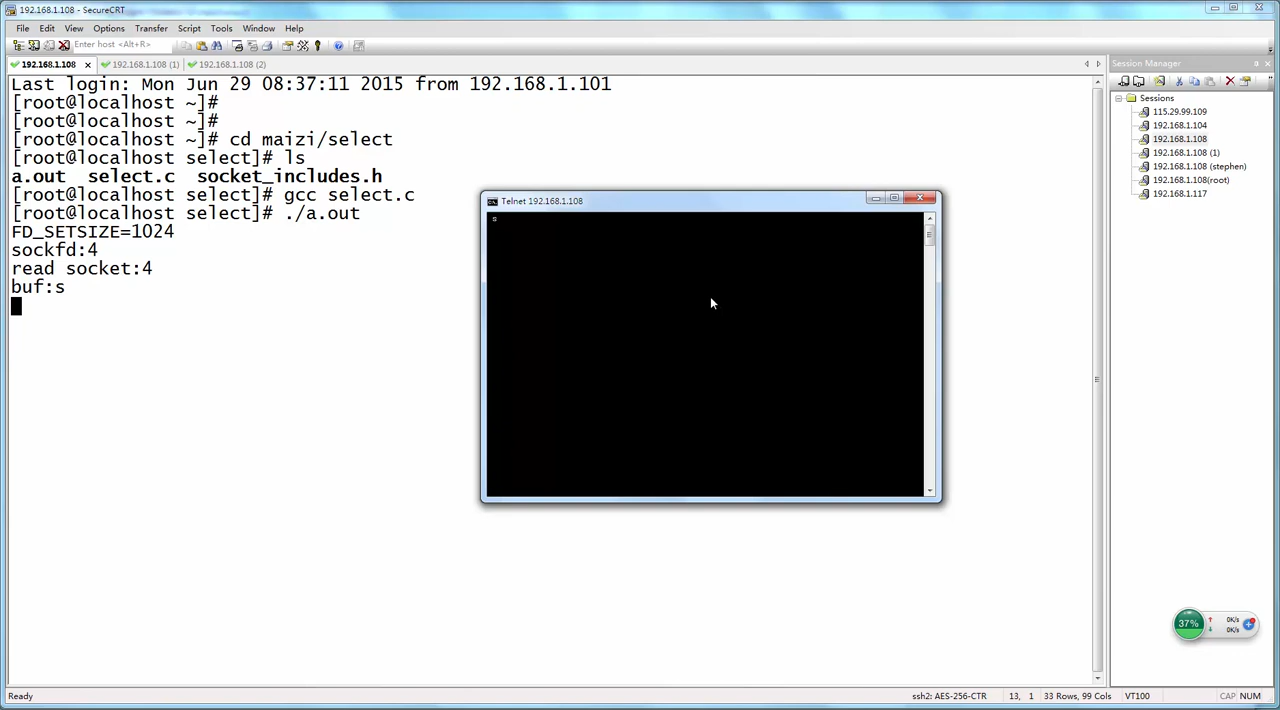 192.168.1.108 - SecureCRT
File Edit View Options Transfer Script Tools Window Help
Enter host <Alt+R>
192.168.1.108 192.168.1.108 (1) 192.168.1.108 (2)
Last login: Mon Jun 29 08:37:11 2015 from 192.168.1.101
[root@localhost ~]#
[root@localhost ~]#
[root@localhost ~]# cd maizi/select
[root@localhost select]# ls
a.out select.c socket_includes.h
[root@localhost select]# gcc select.c
[root@localhost select]# ./a.out
FD_SETSIZE=1024
sockfd:4
read socket:4
buf:s
Telnet 192.168.1.108
s
Session Manager
Sessions
115.29.99.109
192.168.1.104
192.168.1.108
192.168.1.108 (1)
192.168.1.108 (stephen)
192.168.1.108(root)
192.168.1.117
37%
0K/s
0K/s
Ready ssh2: AES-256-CTR 13, 1 33 Rows, 99 Cols VT100 CAP NUM